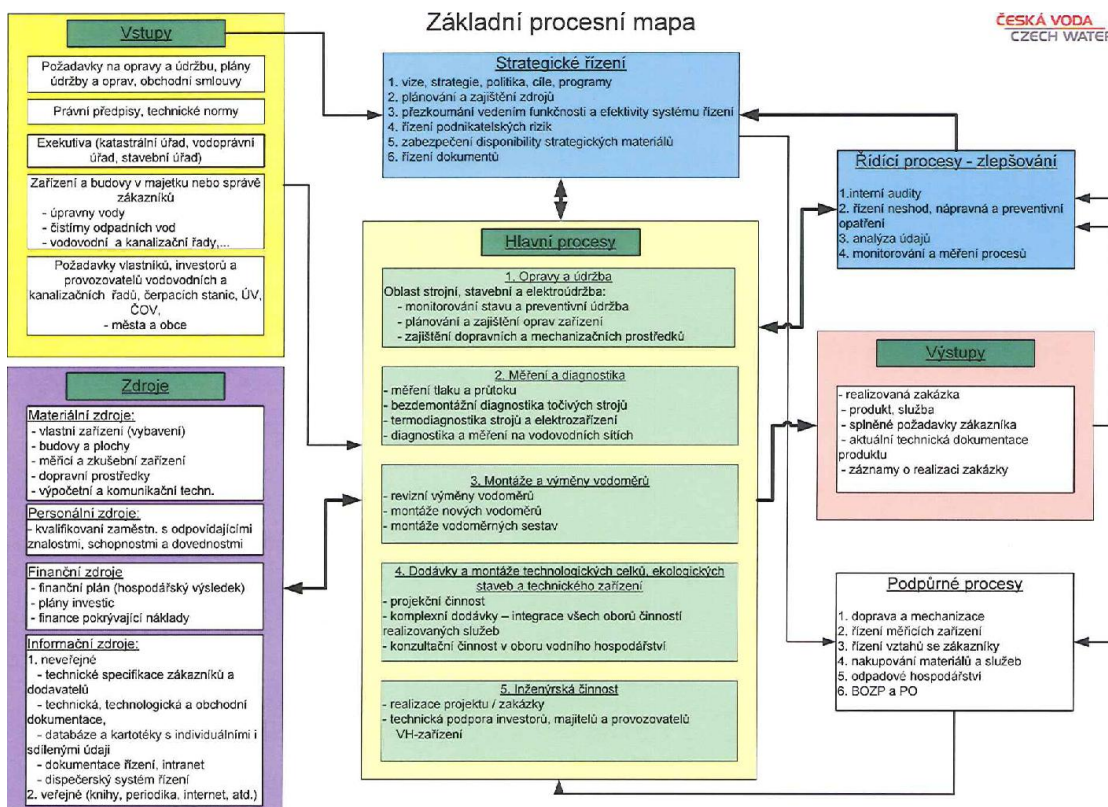 Základní procesní mapa
ČESKÁ VODA
CZECH WATER
Vstupy
Požadavky na opravy a údržbu, plány
údržby a oprav, obchodní smlouvy
Právní předpisy, technické normy
Exekutiva (katastrální úřad, vodoprávní
úřad, stavební úřad)
Zařízení a budovy v majetku nebo správě
zákazníků
- úpravny vody
- čistírny odpadních vod
- vodovodní a kanalizační řady,...
Požadavky vlastníků, investorů a
provozovatelů vodovodních a
kanalizačních řadů, čerpacích stanic, ÚV,
ČOV,
- města a obce
Zdroje
Materiální zdroje:
- vlastní zařízení (vybavení)
- budovy a plochy
- měřicí a zkušební zařízení
- dopravní prostředky
- výpočetní a komunikační techn.
Personální zdroje:
- kvalifikovaní zaměstn. s odpovídajícími
znalostmi, schopnostmi a dovednostmi
Finanční zdroje
- finanční plán (hospodářský výsledek)
- plány investic
- finance pokrývající náklady
Informační zdroje:
1. neveřejné
- technické specifikace zákazníků a
dodavatelů
- technická, technologická a obchodní
dokumentace,
- databáze a kartotéky s individuálními i
sdílenými údaji
- dokumentace řízení, intranet
- dispečerský systém řízení
2. veřejné (knihy, periodika, internet, atd.)
Strategické řízení
1. vize, strategie, politika, cíle, programy
2. plánování a zajištění zdrojů
3. přezkoumání vedením funkčnosti a efektivity systému řízení
4. řízení podnikatelských rizik
5. zabezpečení disponibility strategických materiálů
6. řízení dokumentů
Hlavní procesy
1. Opravy a údržba
Oblast strojní, stavební a elektroúdržba:
- monitorování stavu a preventivní údržba
- plánování a zajištění oprav zařízení
- zajištění dopravních a mechanizačních prostředků
2. Měření a diagnostika
- měření tlaku a průtoku
- bezdemontážní diagnostika točivých strojů
- termodiagnostika strojů a elektrozařízení
- diagnostika a měření na vodovodních sítích
3. Montáže a výměny vodoměrů
- revizní výměny vodoměrů
- montáže nových vodoměrů
- montáže vodoměrných sestav
4. Dodávky a montáže technologických celků, ekologických
staveb a technického zařízení
- projekční činnost
- komplexní dodávky – integrace všech oborů činností
realizovaných služeb
- konzultační činnost v oboru vodního hospodářství
5. Inženýrská činnost
- realizace projektu / zakázky
- technická podpora investorů, majitelů a provozovatelů
VH-zařízení
Řídící procesy - zlepšování
1.interní audity
2. řízení neshod, nápravná a preventivní
opatření
3. analýza údajů
4. monitorování a měření procesů
Výstupy
- realizovaná zakázka
- produkt, služba
- splněné požadavky zákazníka
- aktuální technická dokumentace
produktu
- záznamy o realizaci zakázky
Podpůrné procesy
1. doprava a mechanizace
2. řízení měřicích zařízení
3. řízení vztahů se zákazníky
4. nakupování materiálů a služeb
5. odpadové hospodářství
6. BOZP a PO